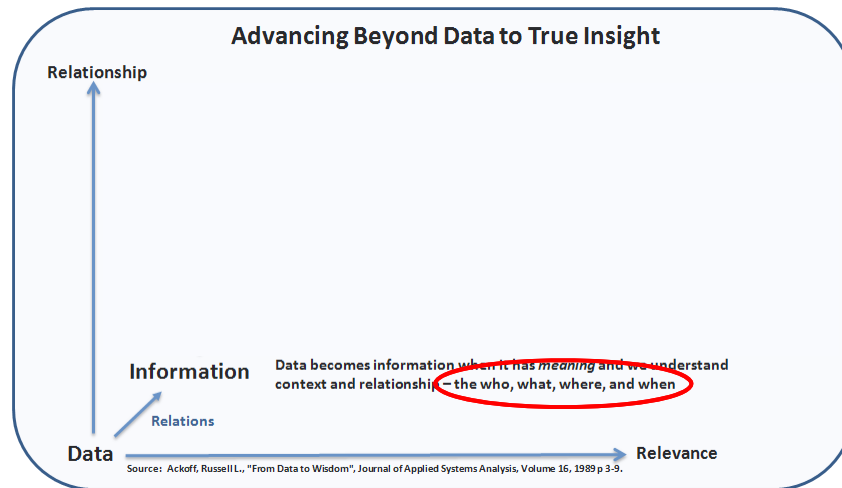 Advancing Beyond Data to True Insight
Relationship
Information
Data becomes information when it has meaning and we understand
context and relationship – the who, what, where, and when
Relations
Data
Relevance
Source: Ackoff, Russell L., "From Data to Wisdom", Journal of Applied Systems Analysis, Volume 16, 1989 p 3-9.